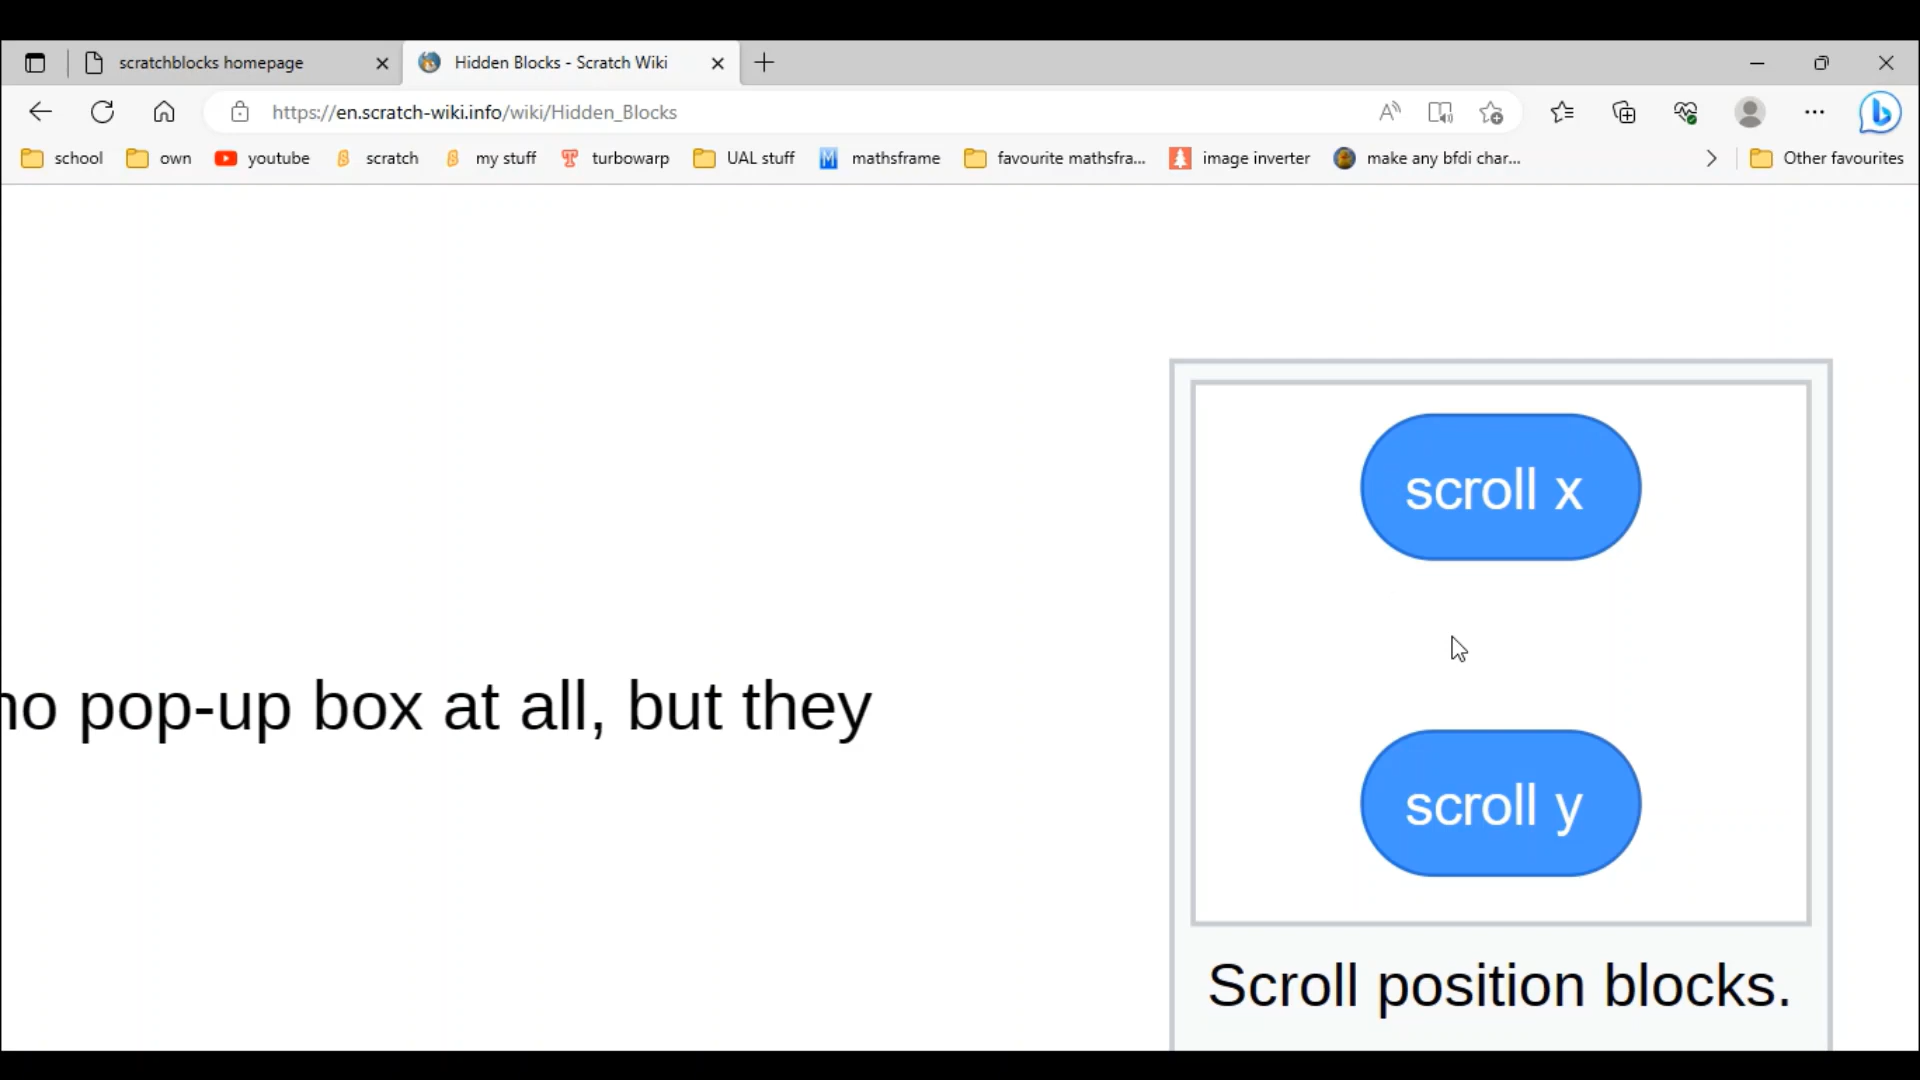 scratchblocks homepage
Hidden Blocks - Scratch Wiki
https://en.scratch-wiki.info/wiki/Hidden_Blocks
school
own
youtube
scratch
my stuff
turbowarp
UAL stuff
mathsframe
favourite mathsfra...
image inverter
make any bfdi char...
Other favourites
scroll x
no pop-up box at all, but they
scroll y
Scroll position blocks.